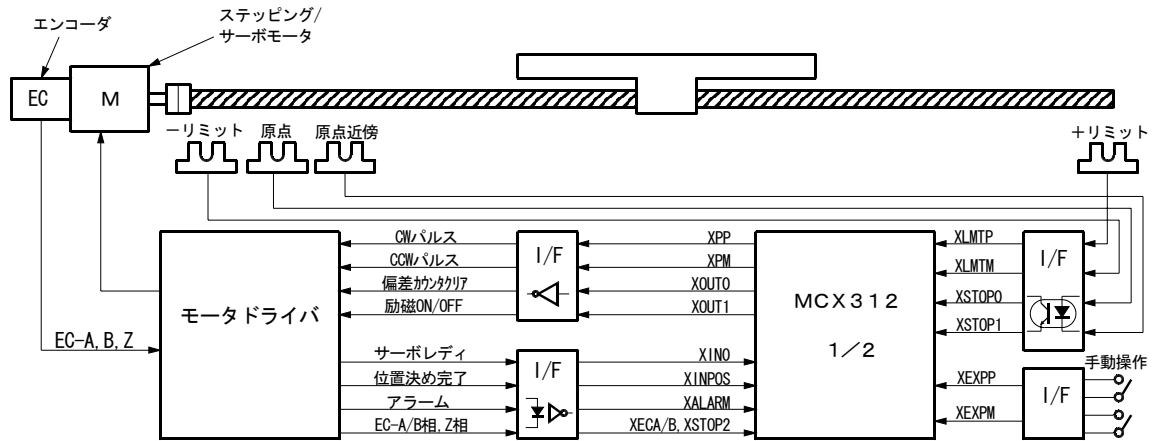 エンコーダ
ステッピング/
サーボモータ
EC
M
－リミット
原点
原点近傍
＋リミット
CWパルス
I/F
XPP
CCWパルス
XPM
偏差ｶｳﾝﾀｸﾘｱ
XOUT0
励磁ON/OFF
XOUT1
モータドライバ
EC-A, B, Z
サーボレディ
I/F
XIN0
位置決め完了
XINPOS
アラーム
XALARM
EC-A/B相, Z相
XECA/B, XSTOP2
MCX312
1／2
XLMTP
XLMTM
XSTOP0
XSTOP1
I/F
手動操作
XEXPP
XEXPM
I/F